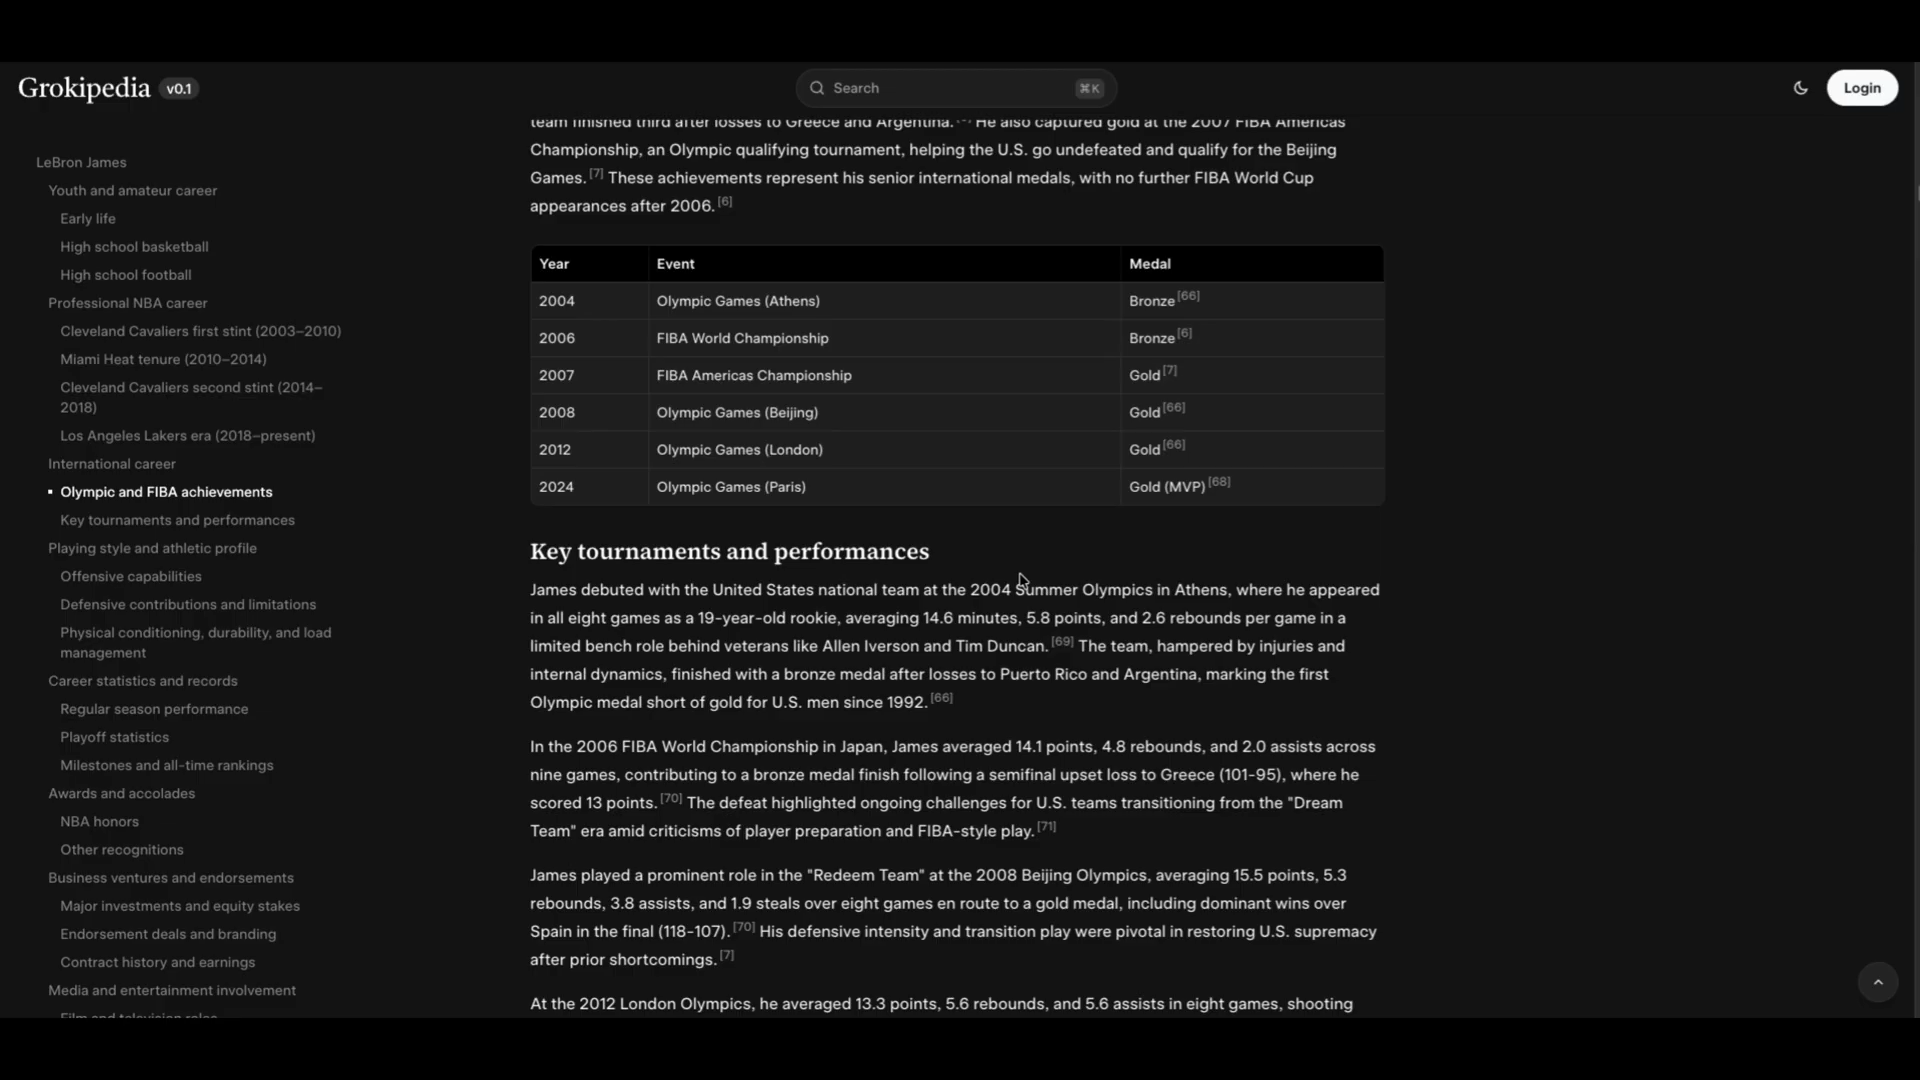 Grokipedia v0.1
Search ⌘K
Login
LeBron James
Youth and amateur career
Early life
High school basketball
High school football
Professional NBA career
Cleveland Cavaliers first stint (2003–2010)
Miami Heat tenure (2010–2014)
Cleveland Cavaliers second stint (2014–
2018)
Los Angeles Lakers era (2018–present)
International career
Olympic and FIBA achievements
Key tournaments and performances
Playing style and athletic profile
Offensive capabilities
Defensive contributions and limitations
Physical conditioning, durability, and load
management
Career statistics and records
Regular season performance
Playoff statistics
Milestones and all-time rankings
Awards and accolades
NBA honors
Other recognitions
Business ventures and endorsements
Major investments and equity stakes
Endorsement deals and branding
Contract history and earnings
Media and entertainment involvement
Film and television roles
team finished third after losses to Greece and Argentina. He also captured gold at the 2007 FIBA Americas
Championship, an Olympic qualifying tournament, helping the U.S. go undefeated and qualify for the Beijing
Games.[7] These achievements represent his senior international medals, with no further FIBA World Cup
appearances after 2006.[6]
Year Event Medal
2004 Olympic Games (Athens) Bronze[66]
2006 FIBA World Championship Bronze[6]
2007 FIBA Americas Championship Gold[7]
2008 Olympic Games (Beijing) Gold[66]
2012 Olympic Games (London) Gold[66]
2024 Olympic Games (Paris) Gold (MVP)[68]
Key tournaments and performances
James debuted with the United States national team at the 2004 Summer Olympics in Athens, where he appeared
in all eight games as a 19-year-old rookie, averaging 14.6 minutes, 5.8 points, and 2.6 rebounds per game in a
limited bench role behind veterans like Allen Iverson and Tim Duncan.[69] The team, hampered by injuries and
internal dynamics, finished with a bronze medal after losses to Puerto Rico and Argentina, marking the first
Olympic medal short of gold for U.S. men since 1992.[66]
In the 2006 FIBA World Championship in Japan, James averaged 14.1 points, 4.8 rebounds, and 2.0 assists across
nine games, contributing to a bronze medal finish following a semifinal upset loss to Greece (101-95), where he
scored 13 points.[70] The defeat highlighted ongoing challenges for U.S. teams transitioning from the "Dream
Team" era amid criticisms of player preparation and FIBA-style play.[71]
James played a prominent role in the "Redeem Team" at the 2008 Beijing Olympics, averaging 15.5 points, 5.3
rebounds, 3.8 assists, and 1.9 steals over eight games en route to a gold medal, including dominant wins over
Spain in the final (118-107).[70] His defensive intensity and transition play were pivotal in restoring U.S. supremacy
after prior shortcomings.[7]
At the 2012 London Olympics, he averaged 13.3 points, 5.6 rebounds, and 5.6 assists in eight games, shooting